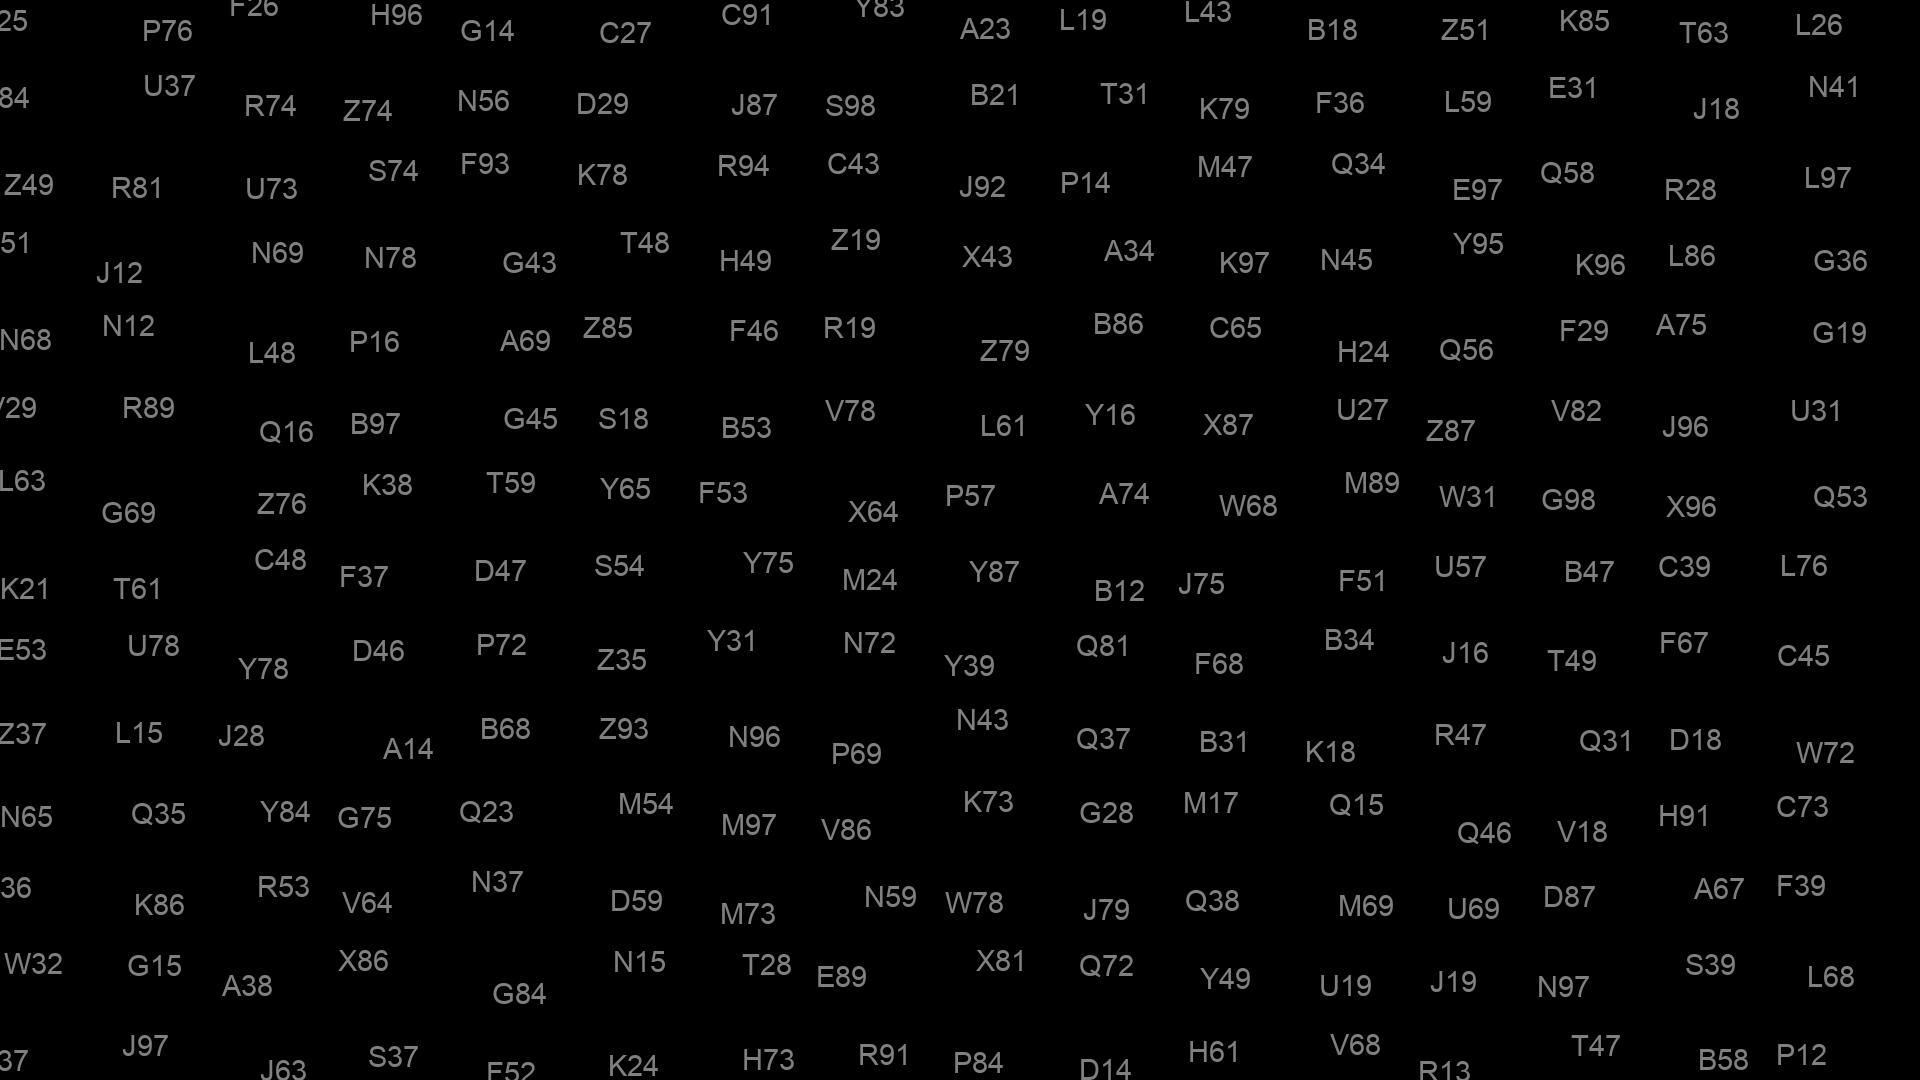 25 P76 F26 H96 G14 C27 C91 Y83 A23 L19 L43 B18 Z51 K85 T63 L26
84 U37 R74 Z74 N56 D29 J87 S98 B21 T31 K79 F36 L59 E31 J18 N41
Z49 R81 U73 S74 F93 K78 R94 C43 J92 P14 M47 Q34 E97 Q58 R28 L97
51 J12 N69 N78 G43 T48 H49 Z19 X43 A34 K97 N45 Y95 K96 L86 G36
N68 N12 L48 P16 A69 Z85 F46 R19 Z79 B86 C65 H24 Q56 F29 A75 G19
V29 R89 Q16 B97 G45 S18 B53 V78 L61 Y16 X87 U27 Z87 V82 J96 U31
L63 G69 Z76 K38 T59 Y65 F53 X64 P57 A74 W68 M89 W31 G98 X96 Q53
K21 T61 C48 F37 D47 S54 Y75 M24 Y87 B12 J75 F51 U57 B47 C39 L76
E53 U78 Y78 D46 P72 Z35 Y31 N72 Y39 Q81 F68 B34 J16 T49 F67 C45
Z37 L15 J28 A14 B68 Z93 N96 P69 N43 Q37 B31 K18 R47 Q31 D18 W72
N65 Q35 Y84 G75 Q23 M54 M97 V86 K73 G28 M17 Q15 Q46 V18 H91 C73
36 K86 R53 V64 N37 D59 M73 N59 W78 J79 Q38 M69 U69 D87 A67 F39
W32 G15 A38 X86 G84 N15 T28 E89 X81 Q72 Y49 U19 J19 N97 S39 L68
37 J97 J63 S37 F52 K24 H73 R91 P84 D14 H61 V68 R13 T47 B58 P12